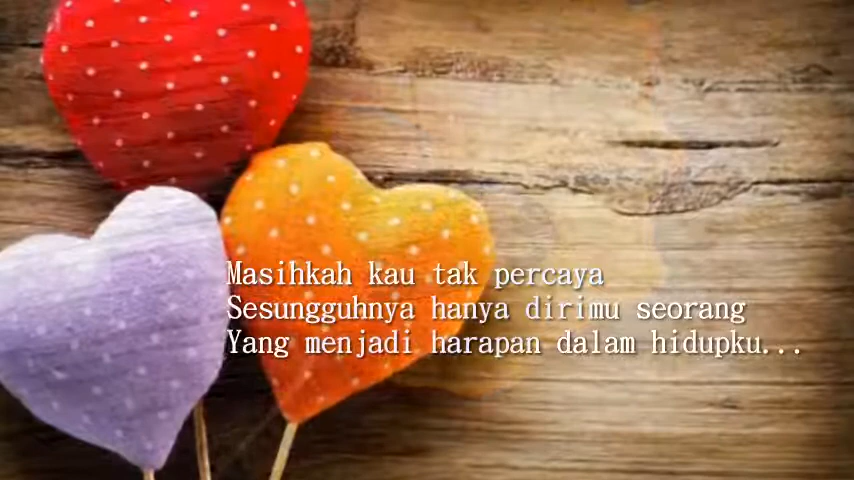 Masihkah kau tak percaya
Sesungguhnya hanya dirimu seorang
Yang menjadi harapan dalam hidupku...